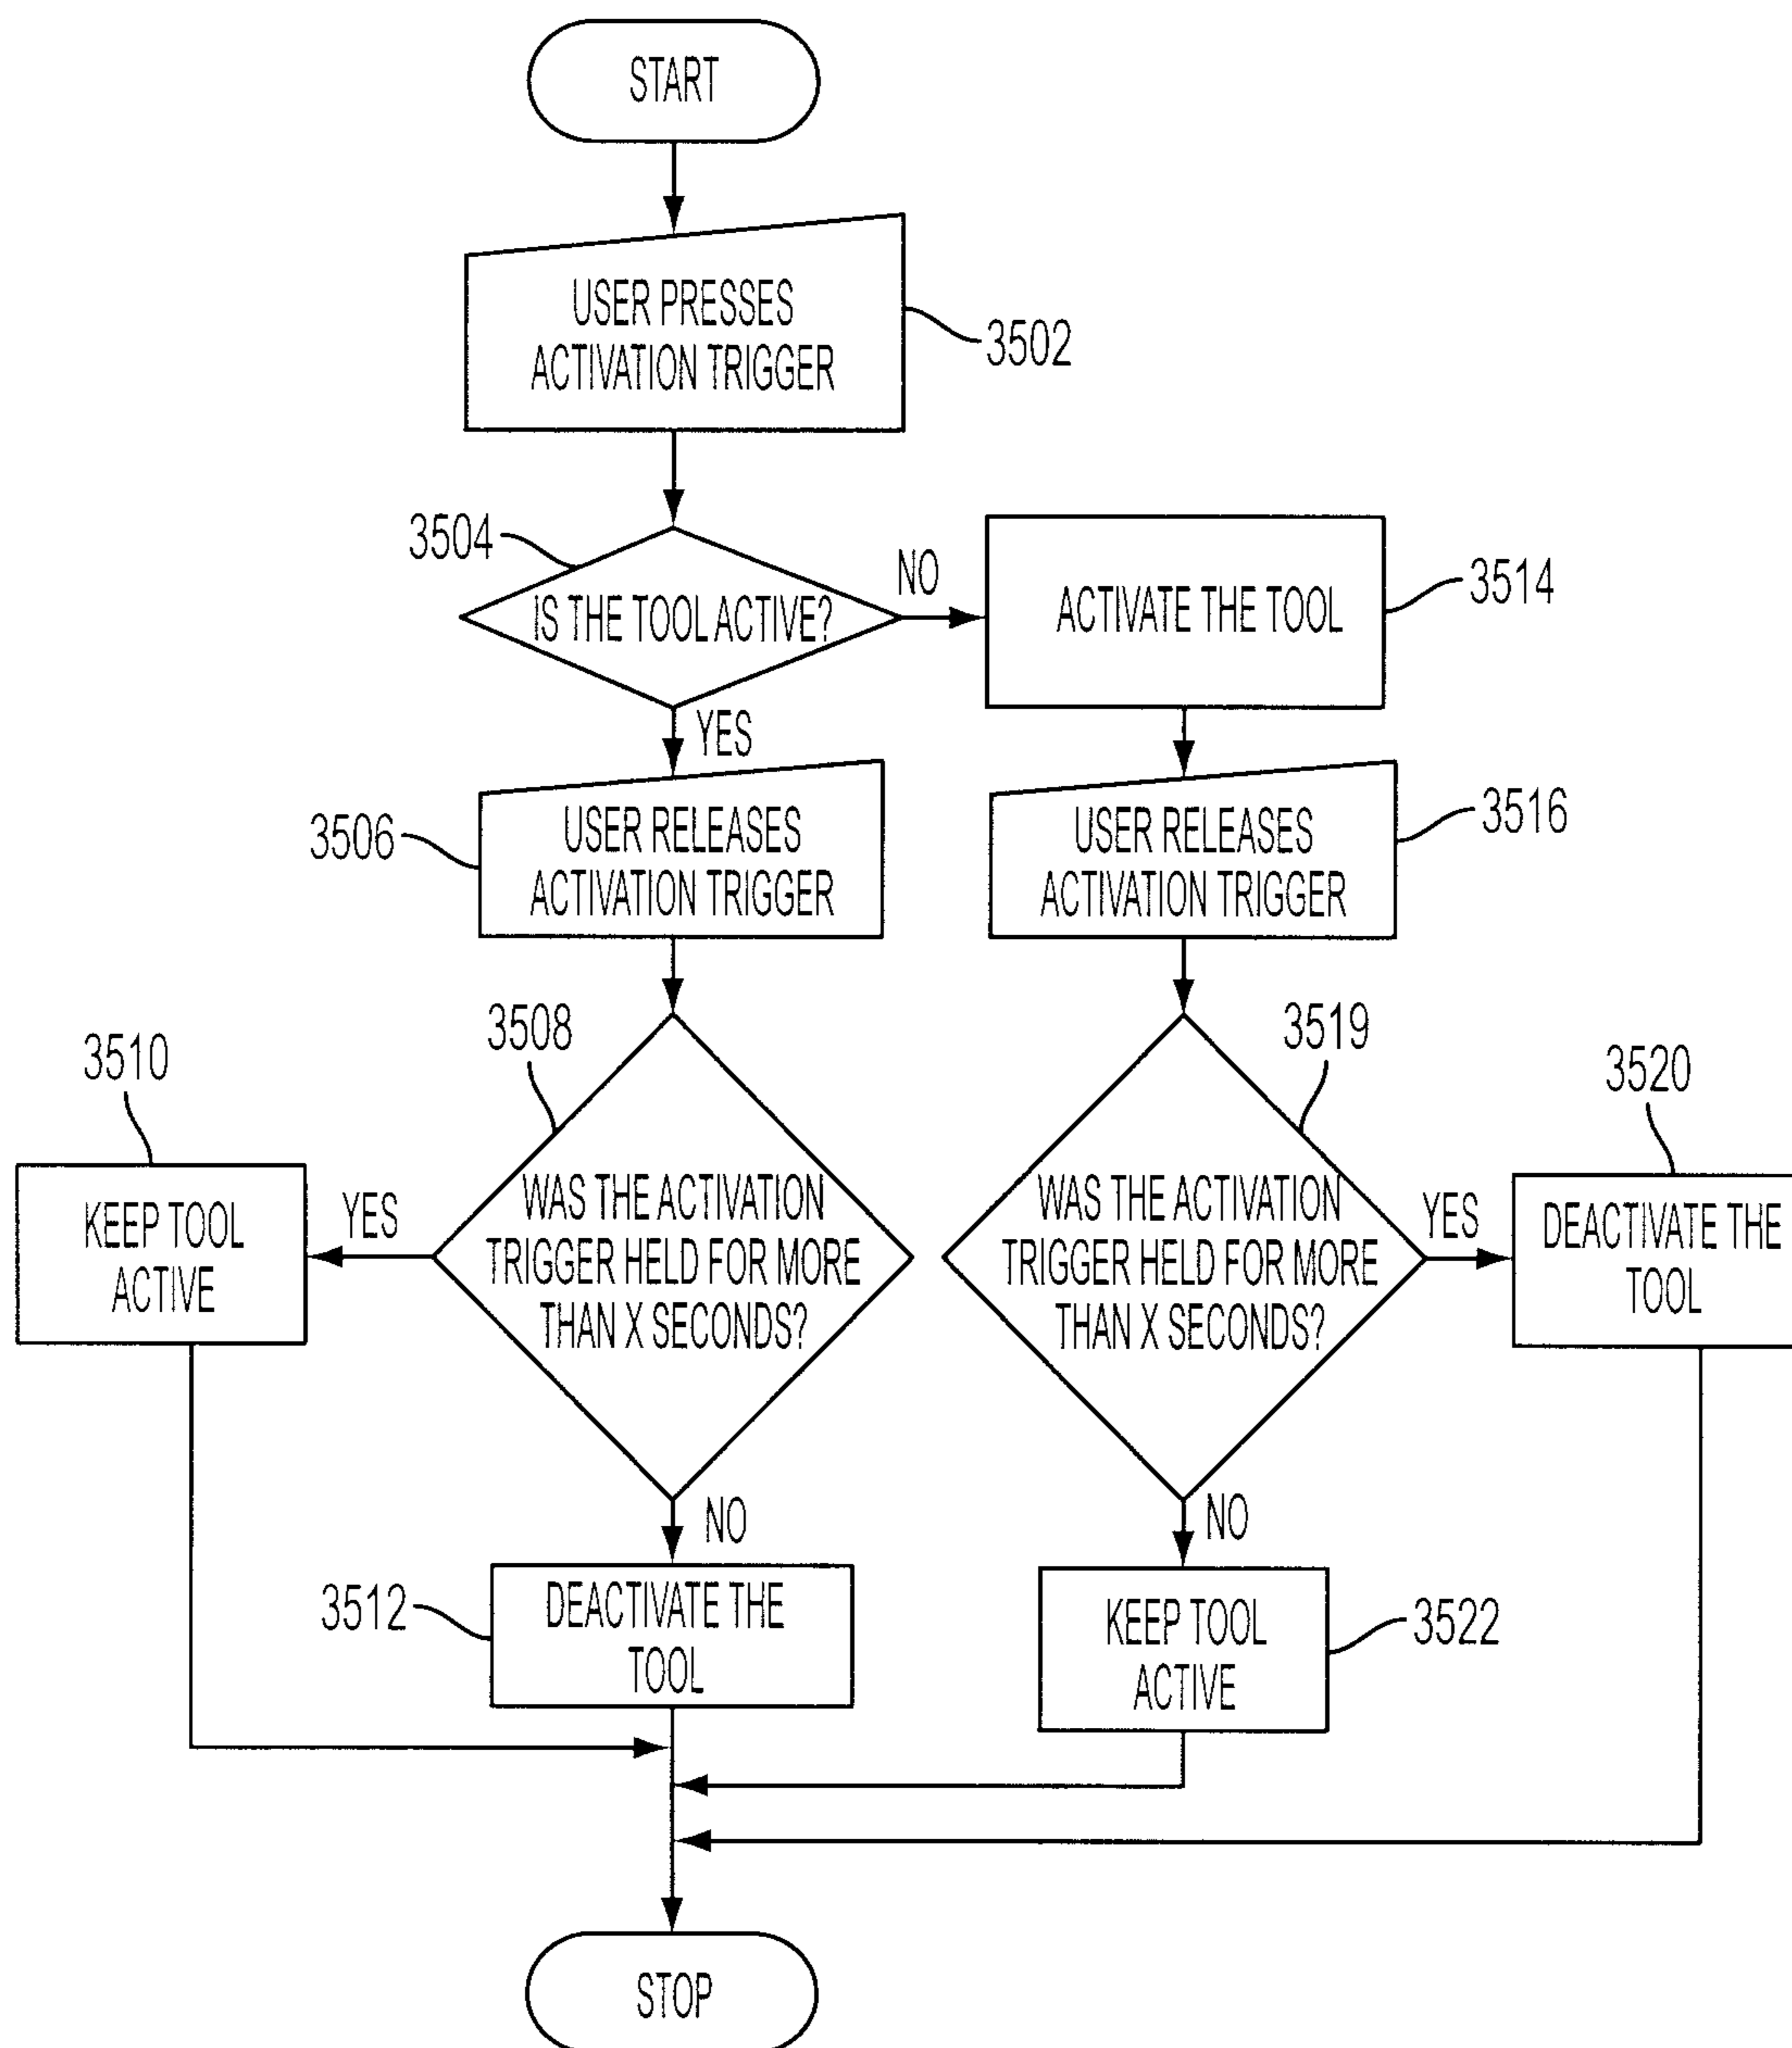 START
USER PRESSES
ACTIVATION TRIGGER
3502
3504
IS THE TOOL ACTIVE?
NO
ACTIVATE THE TOOL
3514
YES
3506
USER RELEASES
ACTIVATION TRIGGER
USER RELEASES
ACTIVATION TRIGGER
3516
3510
KEEP TOOL
ACTIVE
YES
3508
WAS THE ACTIVATION
TRIGGER HELD FOR MORE
THAN X SECONDS?
3519
WAS THE ACTIVATION
TRIGGER HELD FOR MORE
THAN X SECONDS?
YES
3520
DEACTIVATE THE
TOOL
NO
3512
DEACTIVATE THE
TOOL
NO
KEEP TOOL
ACTIVE
3522
STOP